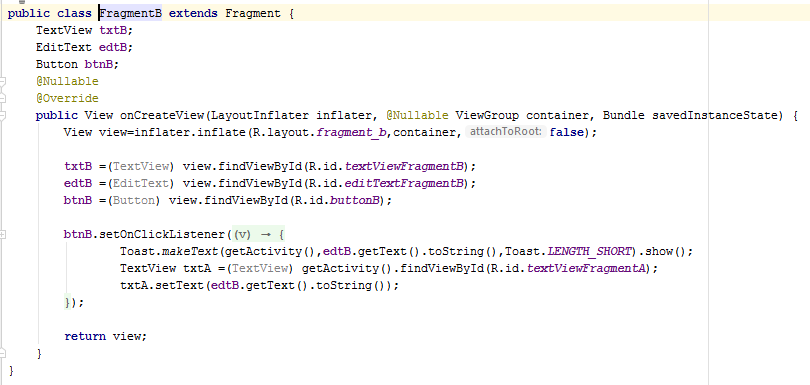 public class FragmentB extends Fragment {
TextView txtB;
EditText edtB;
Button btnB;
@Nullable
@Override
public View onCreateView(LayoutInflater inflater, @Nullable ViewGroup container, Bundle savedInstanceState) {
View view=inflater.inflate(R.layout.fragment_b,container, attachToRoot: false);
txtB =(TextView) view.findViewById(R.id.textViewFragmentB);
edtB =(EditText) view.findViewById(R.id.editTextFragmentB);
btnB =(Button) view.findViewById(R.id.buttonB);
btnB.setOnClickListener((v) → {
Toast.makeText(getActivity(),edtB.getText().toString(),Toast.LENGTH_SHORT).show();
TextView txtA =(TextView) getActivity().findViewById(R.id.textViewFragmtA);
txtA.setText(edtB.getText().toString());
});
return view;
}
}